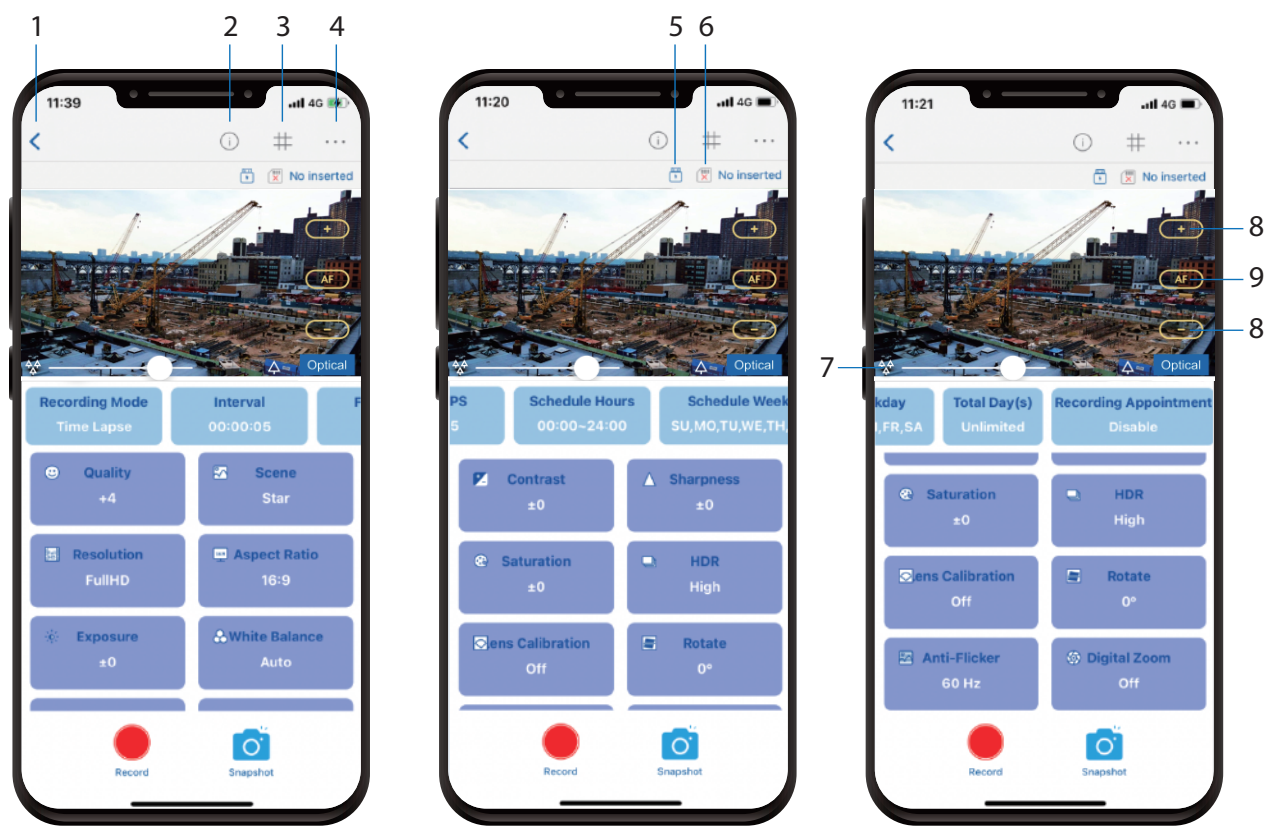 1 2 3 4
5 6
11:39 4G
No inserted
+
AF
−
Optical
Recording Mode Interval F
Time Lapse 00:00:05
Quality Scene
+4 Star
Resolution Aspect Ratio
FullHD 16:9
Exposure White Balance
±0 Auto
Record Snapshot
11:20 4G
No inserted
+
AF
−
Optical
PS Schedule Hours Schedule Week
5 00:00~24:00 SU,MO,TU,WE,TH,
Contrast Sharpness
±0 ±0
Saturation HDR
±0 High
ens Calibration Rotate
Off 0°
Record Snapshot
11:21 4G
No inserted
+ 8
AF 9
− 8
7
Optical
kday Total Day(s) Recording Appointment
,FR,SA Unlimited Disable
Saturation HDR
±0 High
ens Calibration Rotate
Off 0°
Anti-Flicker Digital Zoom
60 Hz Off
Record Snapshot